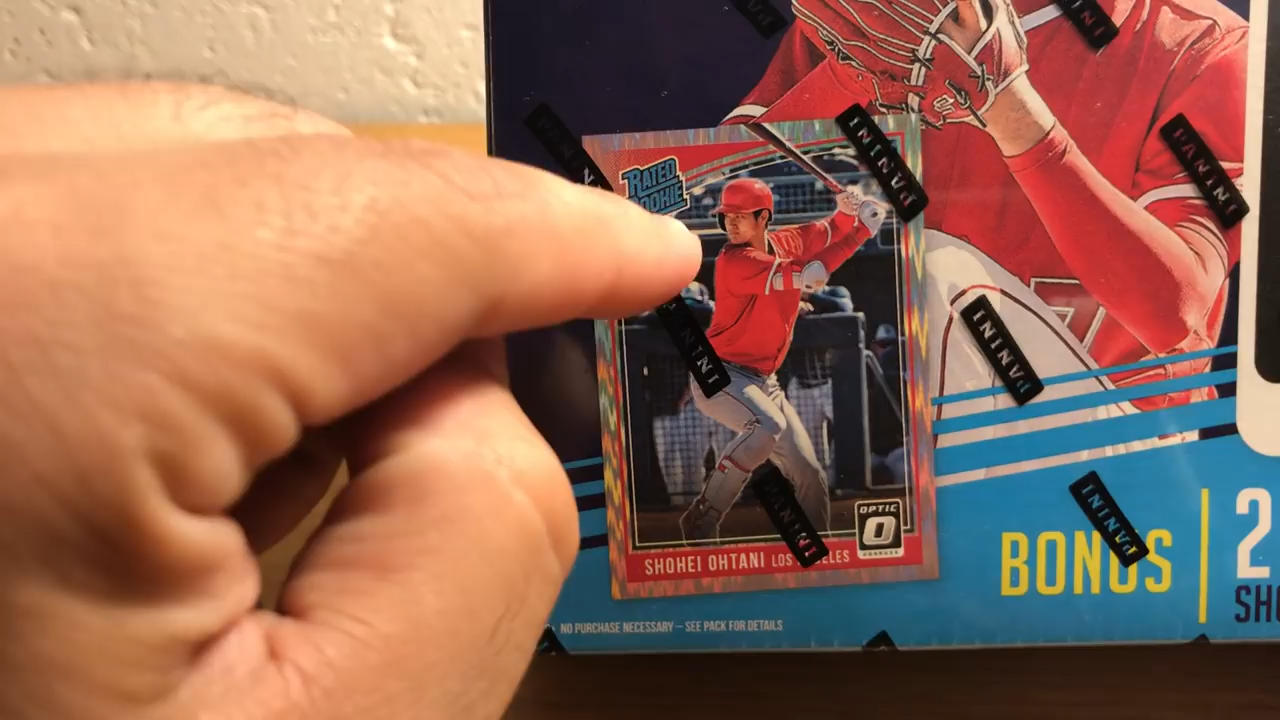 PANINI
PANINI
PANINI
PANINI
RATED
ROOKIE
PANINI
PANINI
OPTIC
SHOHEI OHTANI LOS ANGELES
PANINI
BONUS
2
NO PURCHASE NECESSARY – SEE PACK FOR DETAILS